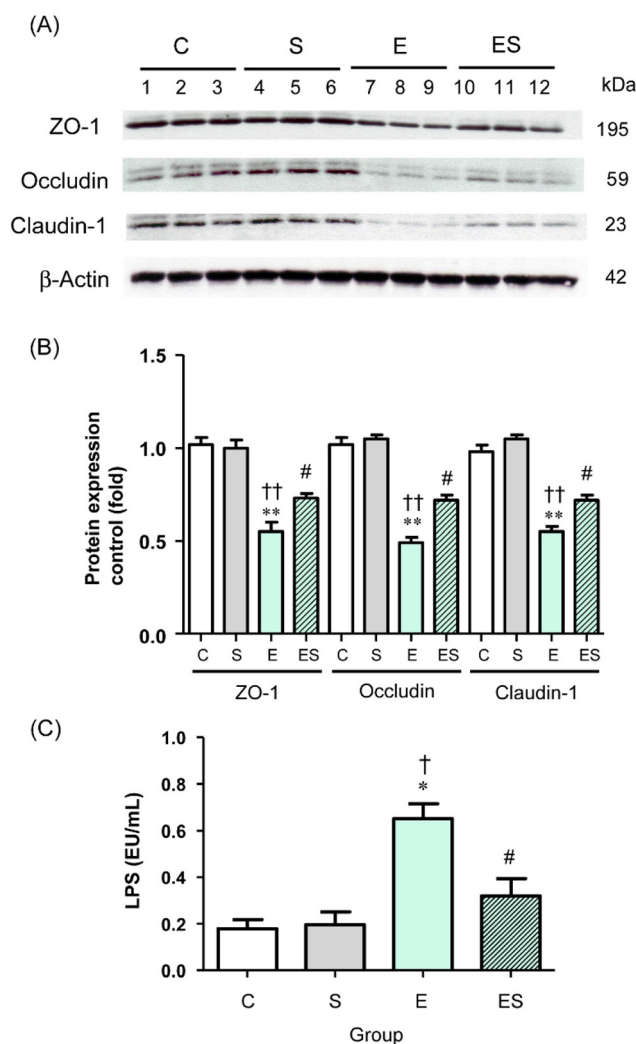 (A)
C S E ES
1 2 3 4 5 6 7 8 9 10 11 12 kDa
ZO-1 195
Occludin 59
Claudin-1 23
β-Actin 42
(B)
Protein expression
control (fold)
1.5
1.0
0.5
0.0
†† ** # †† ** # †† ** #
C S E ES C S E ES C S E ES
ZO-1 Occludin Claudin-1
(C)
LPS (EU/mL)
1.0
0.8
0.6
0.4
0.2
0.0
†
*
#
C S E ES
Group